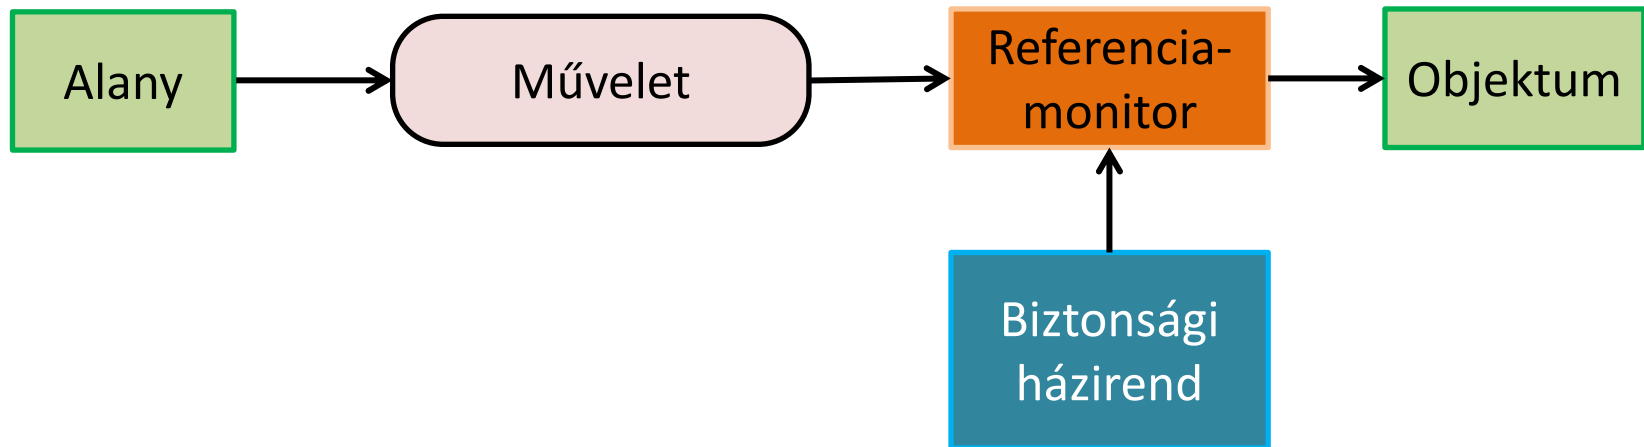 Alany
Művelet
Referencia-
monitor
Objektum
Biztonsági
házirend